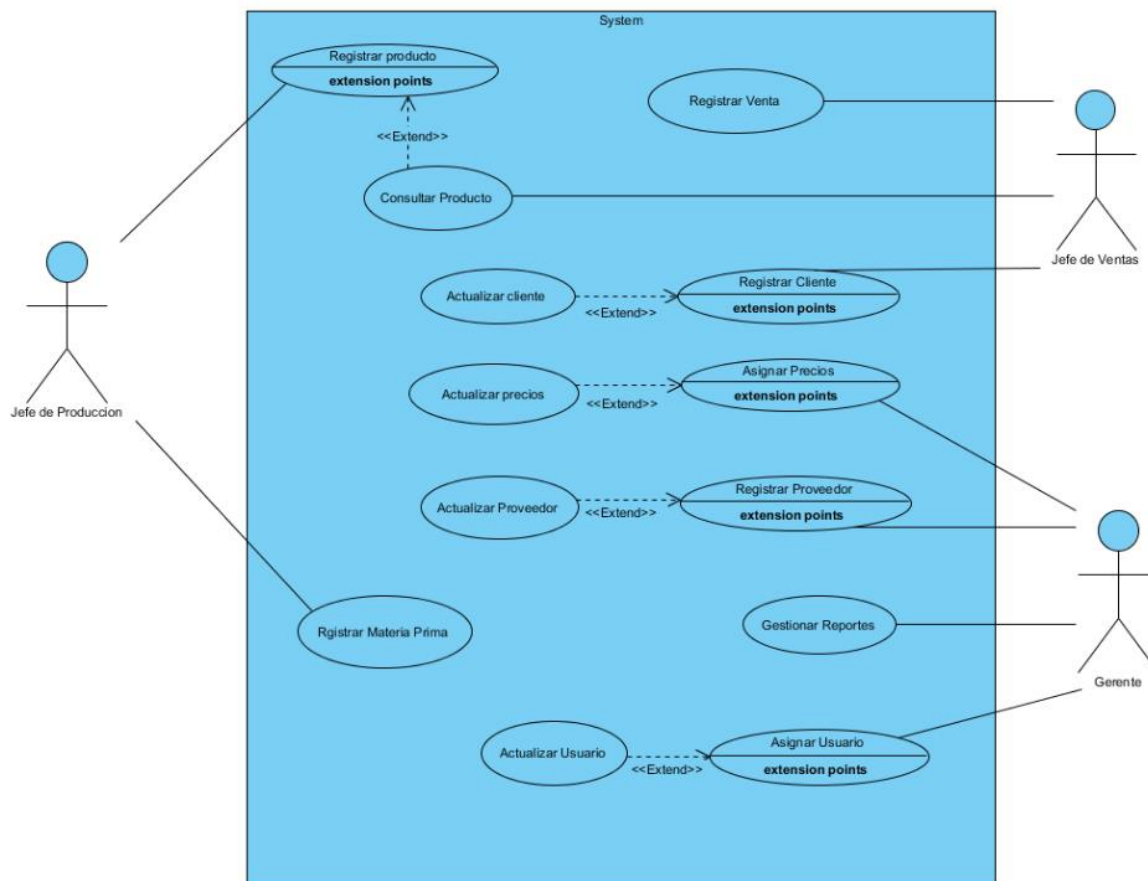 System
Registrar producto
extension points
Registrar Venta
<<Extend>>
Consultar Producto
Jefe de Ventas
Registrar Cliente
Actualizar cliente
extension points
<<Extend>>
Asignar Precios
Actualizar precios
extension points
<<Extend>>
Jefe de Produccion
Registrar Proveedor
Actualizar Proveedor
extension points
<<Extend>>
Rgistrar Materia Prima
Gestionar Reportes
Gerente
Asignar Usuario
Actualizar Usuario
extension points
<<Extend>>